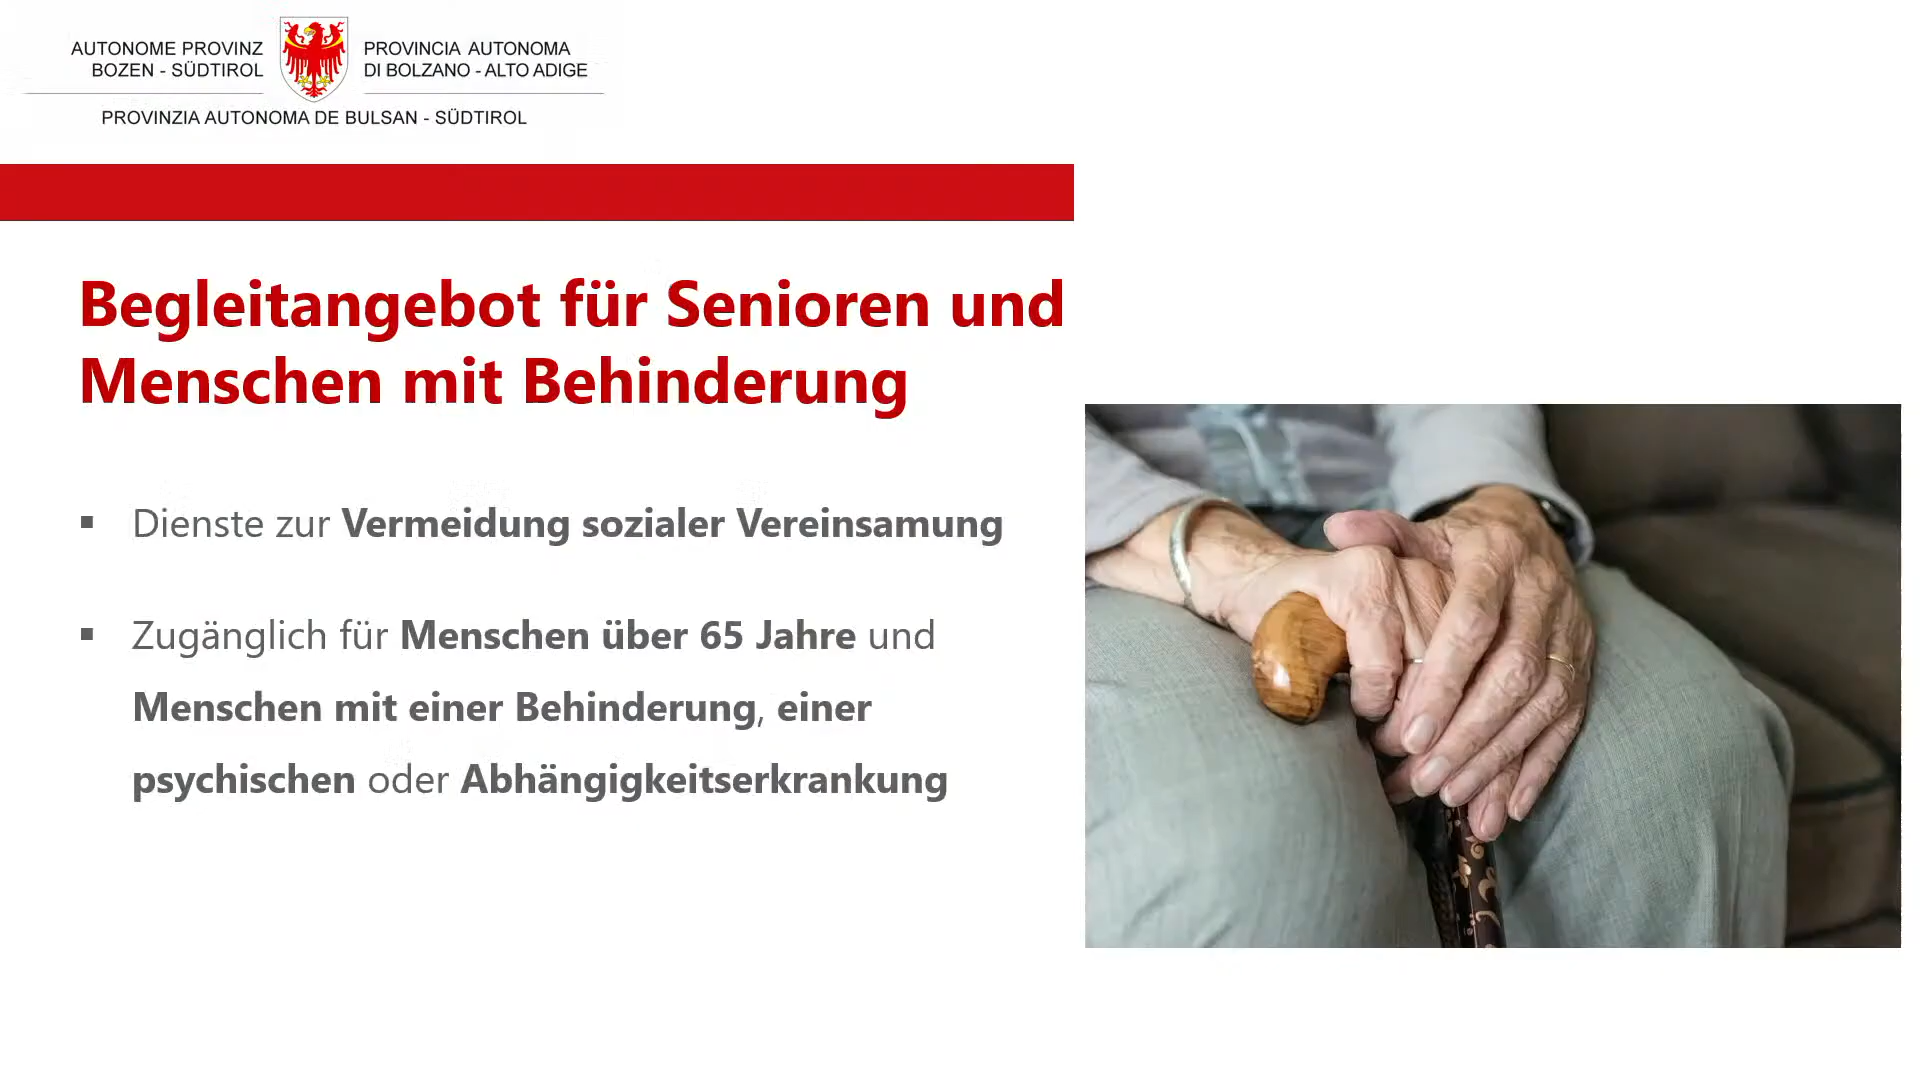 AUTONOME PROVINZ
BOZEN - SÜDTIROL
PROVINCIA AUTONOMA
DI BOLZANO - ALTO ADIGE
PROVINZIA AUTONOMA DE BULSAN - SÜDTIROL
Begleitangebot für Senioren und
Menschen mit Behinderung
▪ Dienste zur Vermeidung sozialer Vereinsamung
▪ Zugänglich für Menschen über 65 Jahre und
Menschen mit einer Behinderung, einer
psychischen oder Abhängigkeitserkrankung